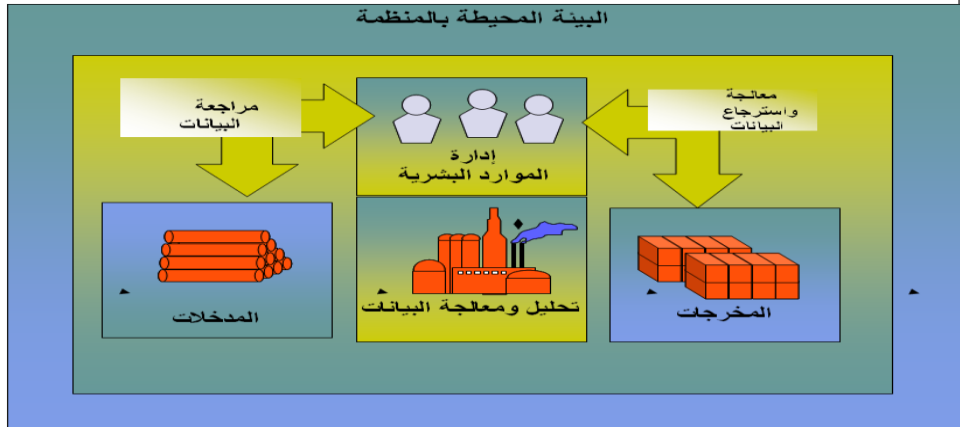 البيئة المحيطة بالمنظمة
معالجة
واسترجاع
البيانات
مراجعة
البيانات
إدارة
الموارد البشرية
المدخلات
تحليل ومعالجة البيانات
المخرجات